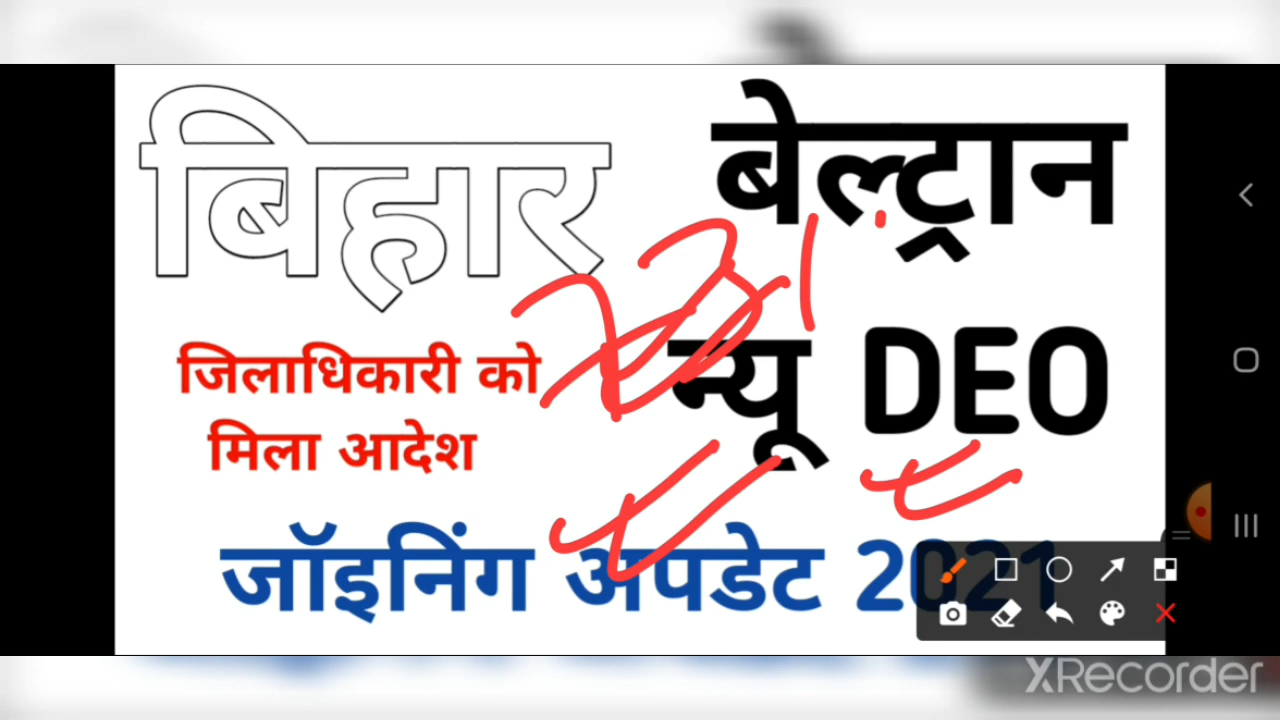 बिहार
बेल्ट्रान
जिलाधिकारी को
मिला आदेश
न्यू DEO
जॉइनिंग अपडेट 2021
XRecorder